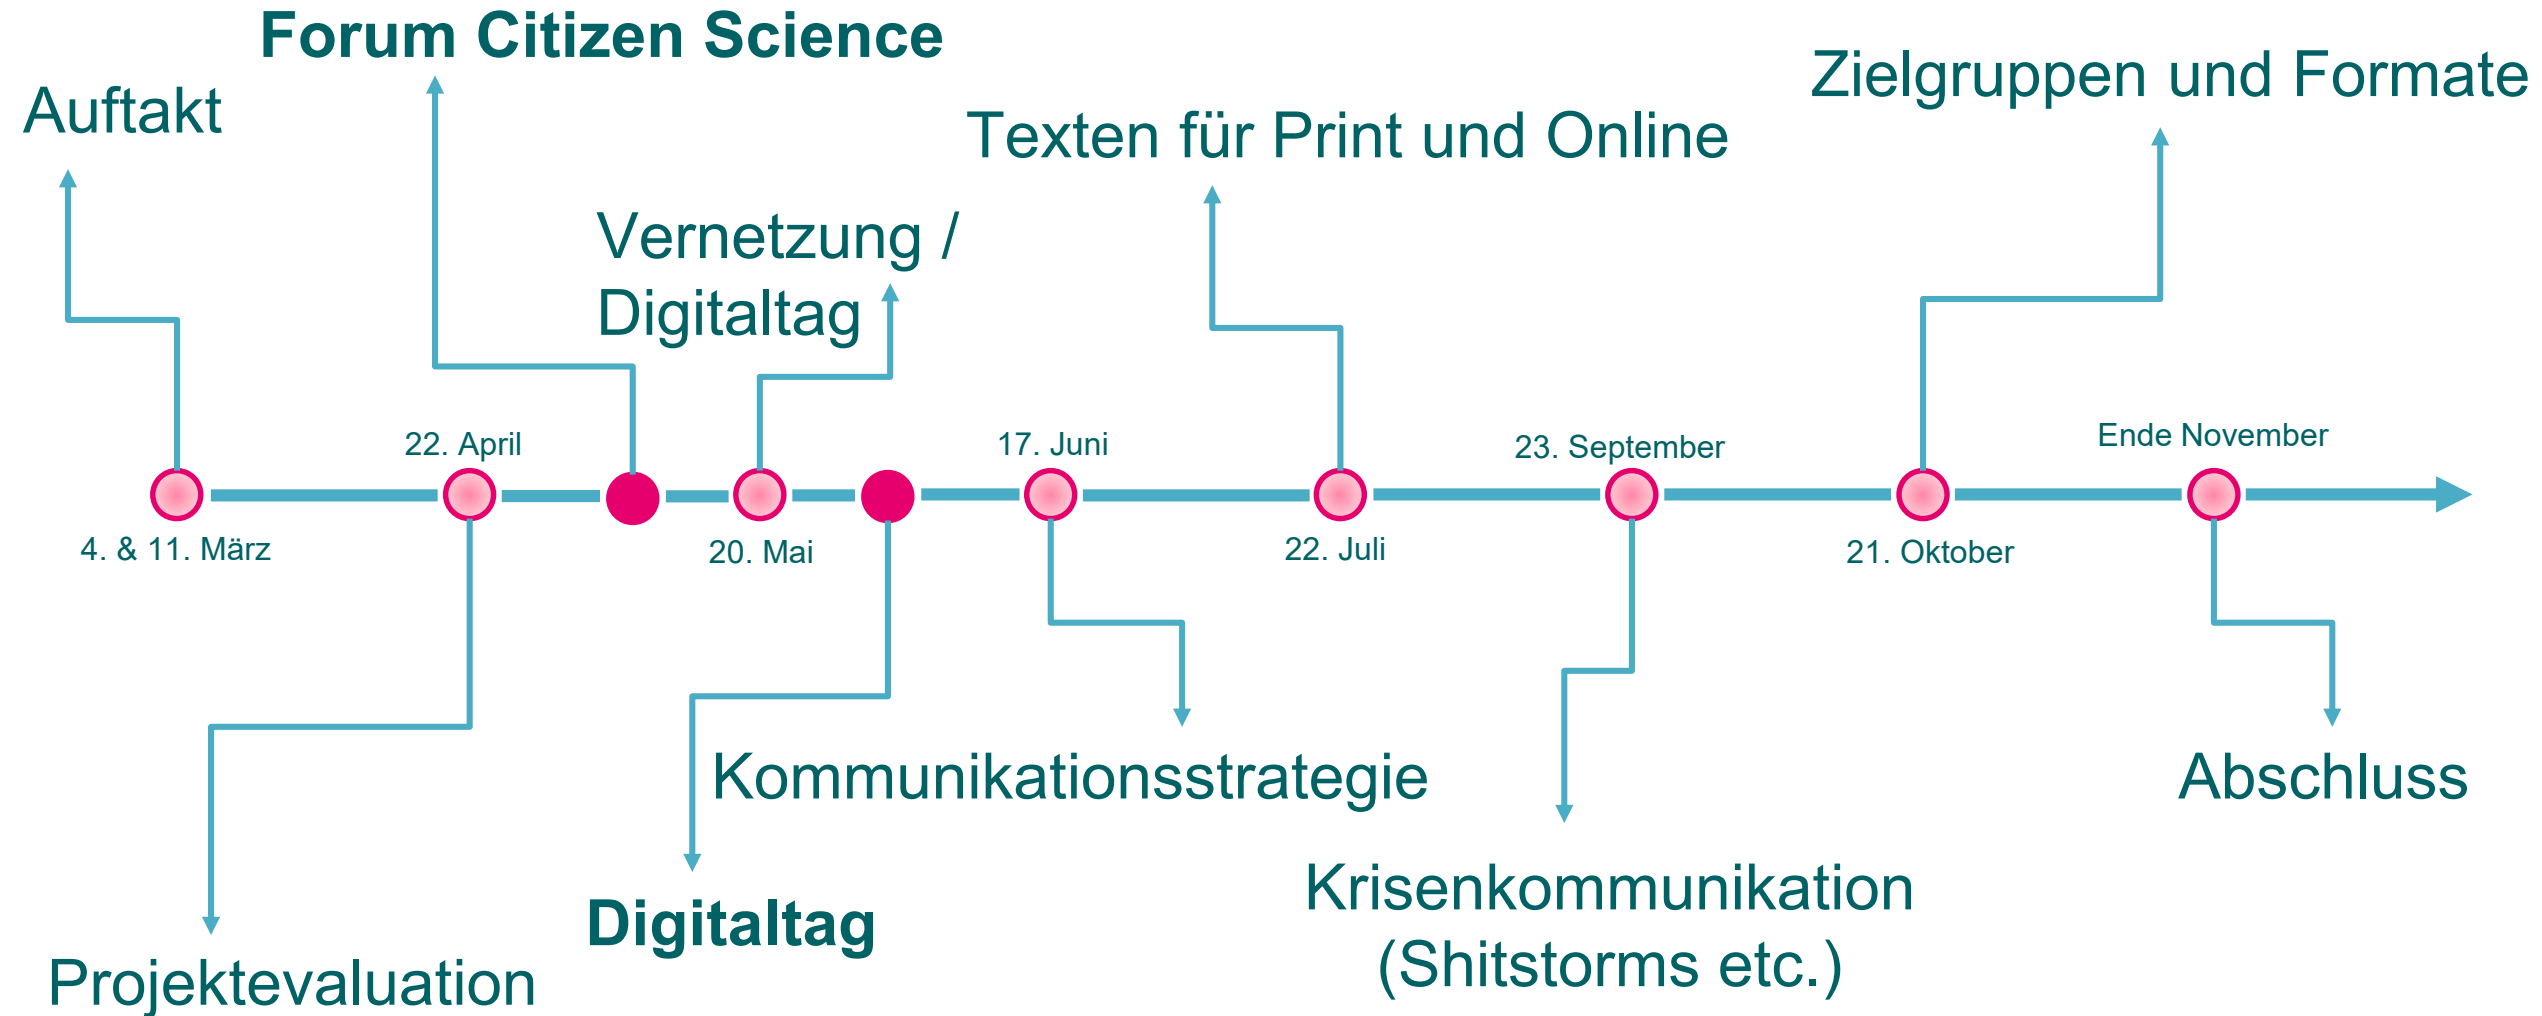 Forum Citizen Science
Auftakt
Zielgruppen und Formate
Texten für Print und Online
Vernetzung /
Digitaltag
22. April
17. Juni
23. September
Ende November
4. & 11. März
20. Mai
22. Juli
21. Oktober
Kommunikationsstrategie
Abschluss
Digitaltag
Krisenkommunikation
(Shitstorms etc.)
Projektevaluation